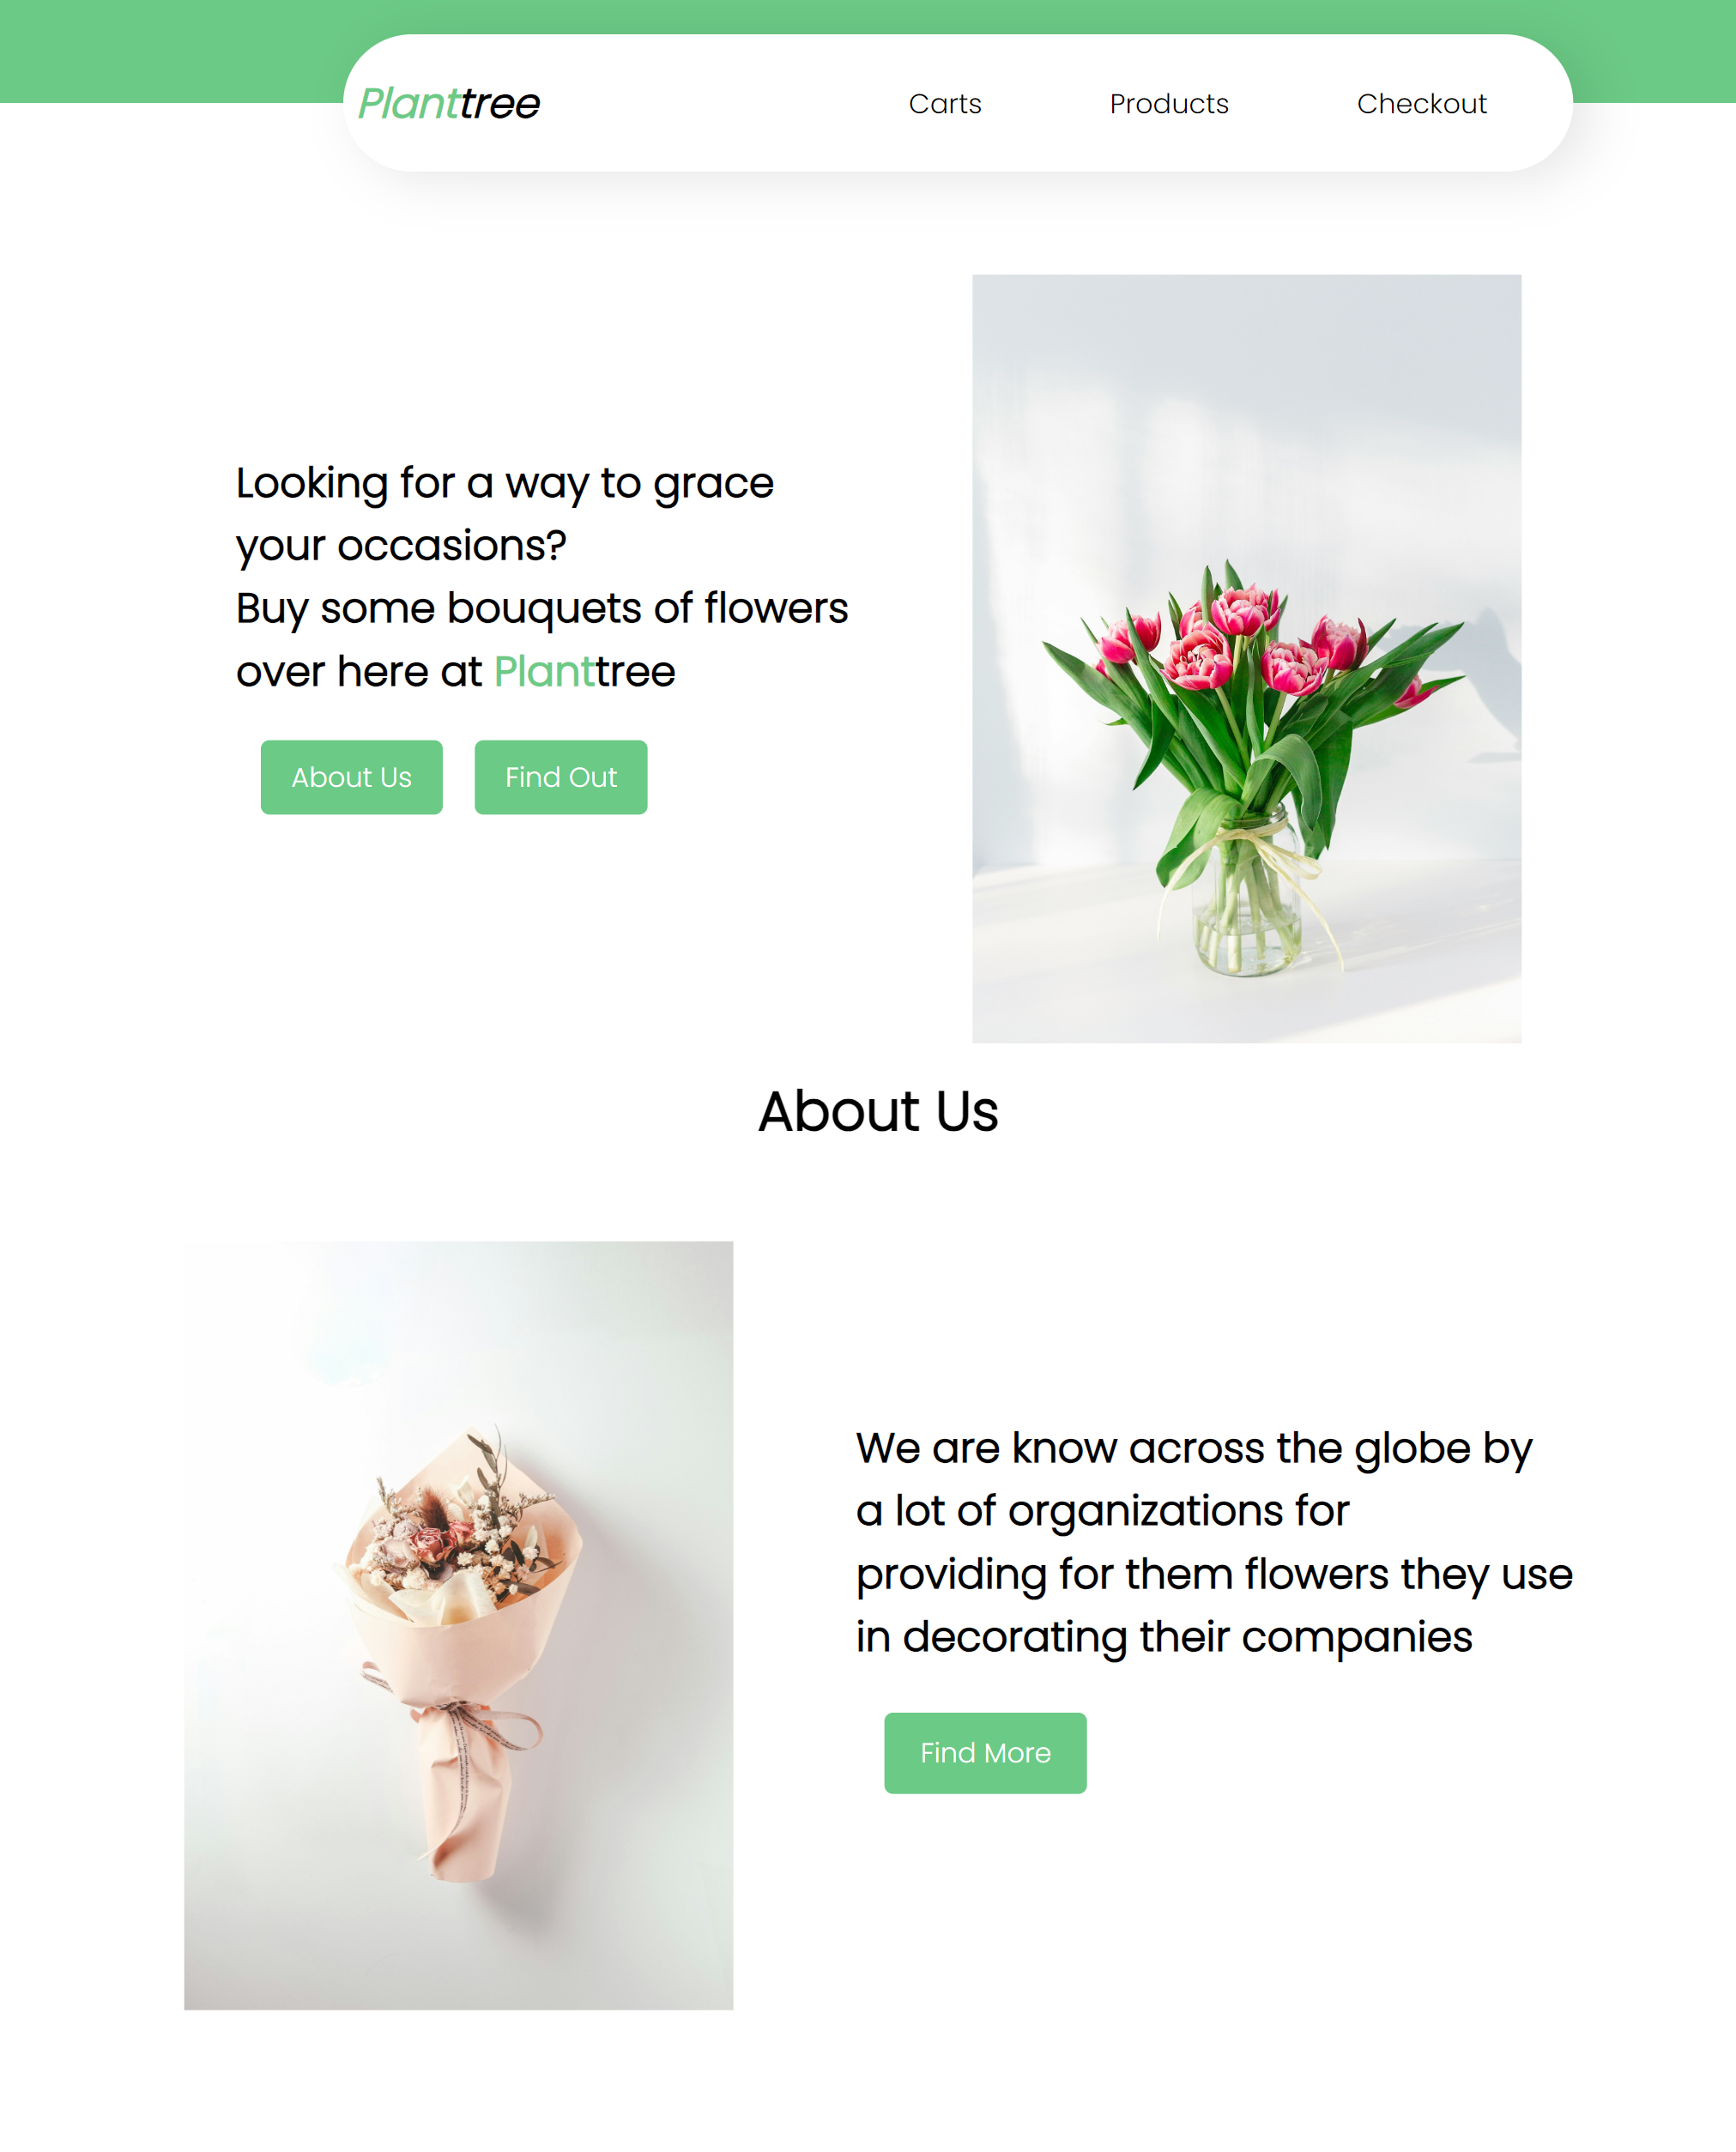 Planttree
Carts
Products
Checkout
Looking for a way to grace
your occasions?
Buy some bouquets of flowers
over here at Planttree
About Us
Find Out
About Us
We are know across the globe by
a lot of organizations for
providing for them flowers they use
in decorating their companies
Find More